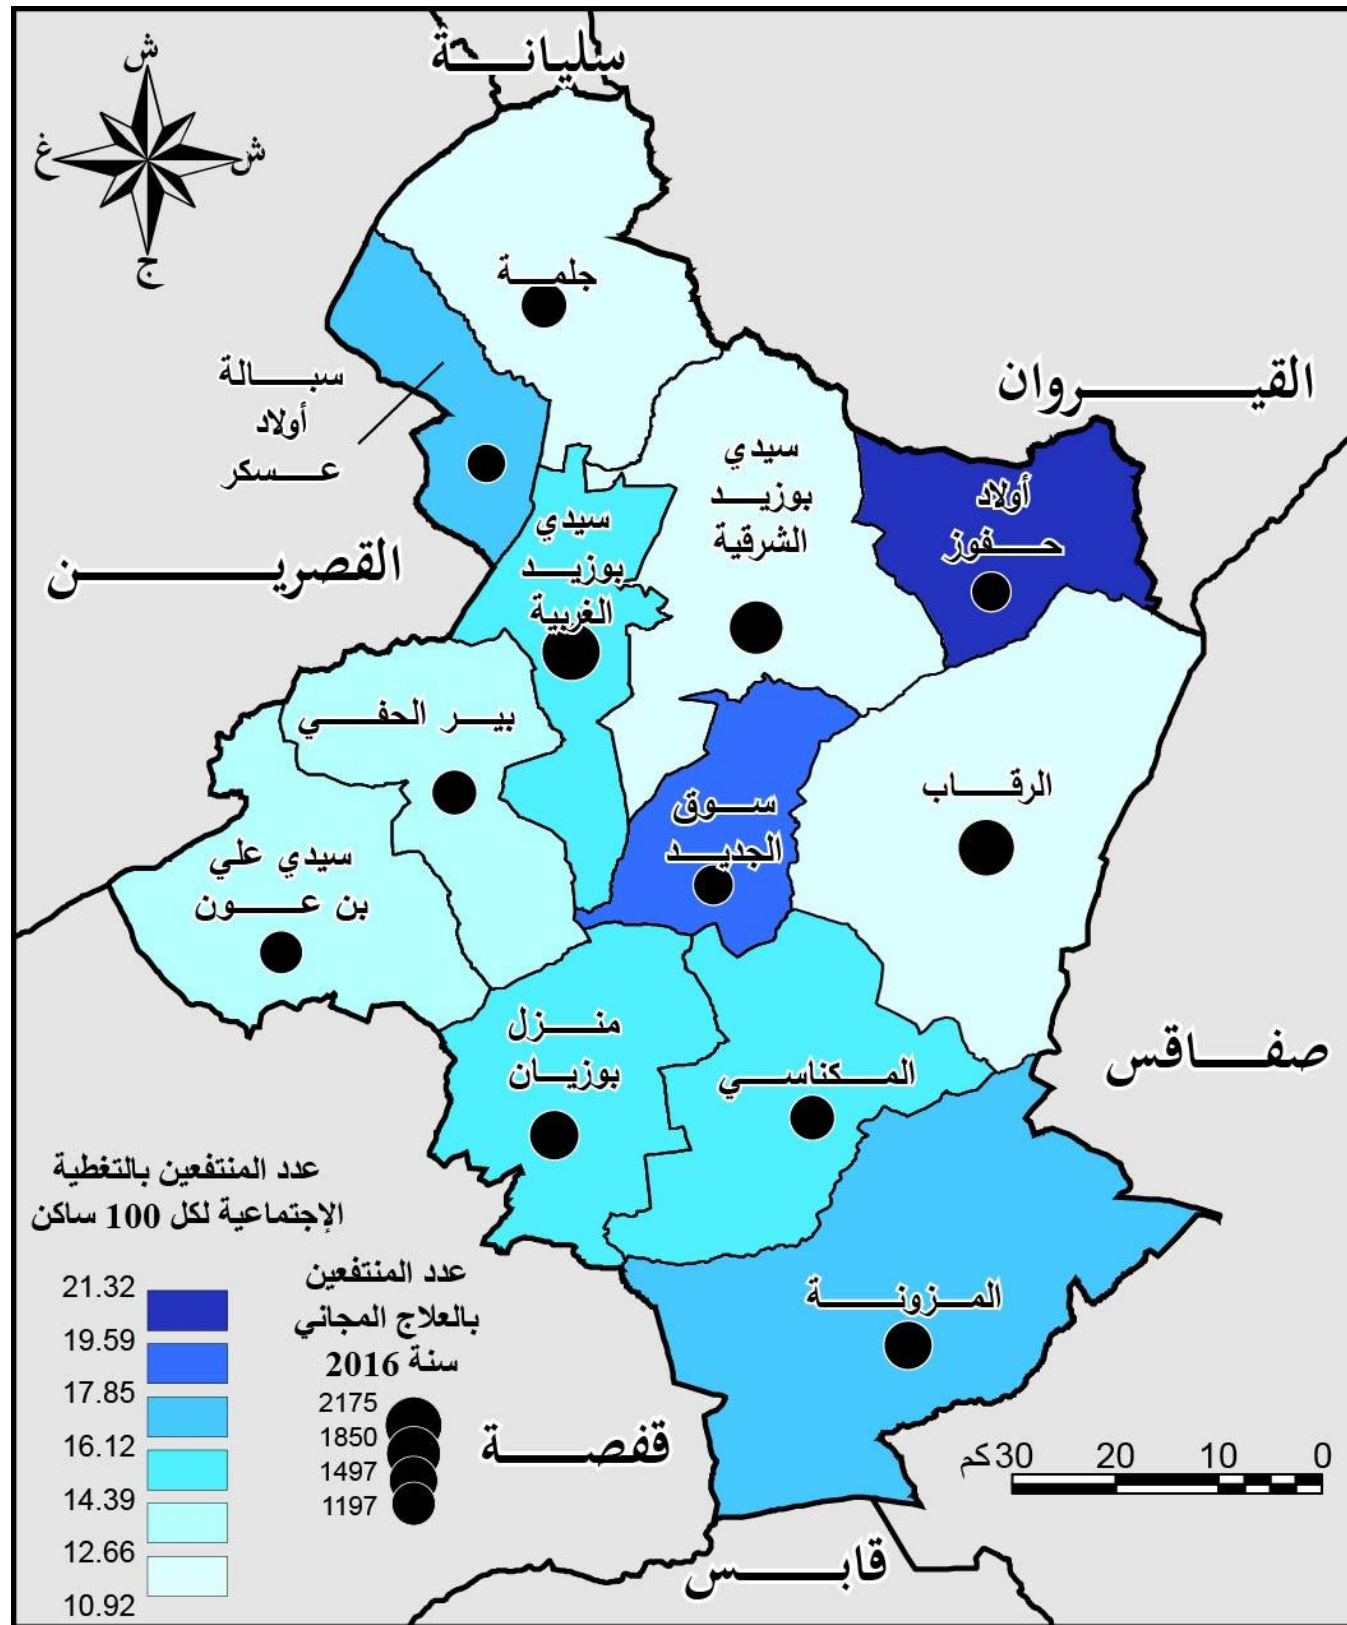 سليانة
ش
غ
ش
ج
جلمة
سبالة
أولاد
عسكر
القيروان
سيدي
بوزيد
الشرقية
أولاد
حفوز
سيدي
بوزيد
الغربية
القصرين
بير الحفي
الرقاب
سوق
الجديد
سيدي علي
بن عون
منزل
بوزيان
المكناسي
صفاقس
المزونة
قفصة
قابس
عدد المنتفعين بالتغطية
الإجتماعية لكل 100 ساكن
21.32
19.59
17.85
16.12
14.39
12.66
10.92
عدد المنتفعين
بالعلاج المجاني
سنة 2016
2175
1850
1497
1197
0 10 20 30 كم